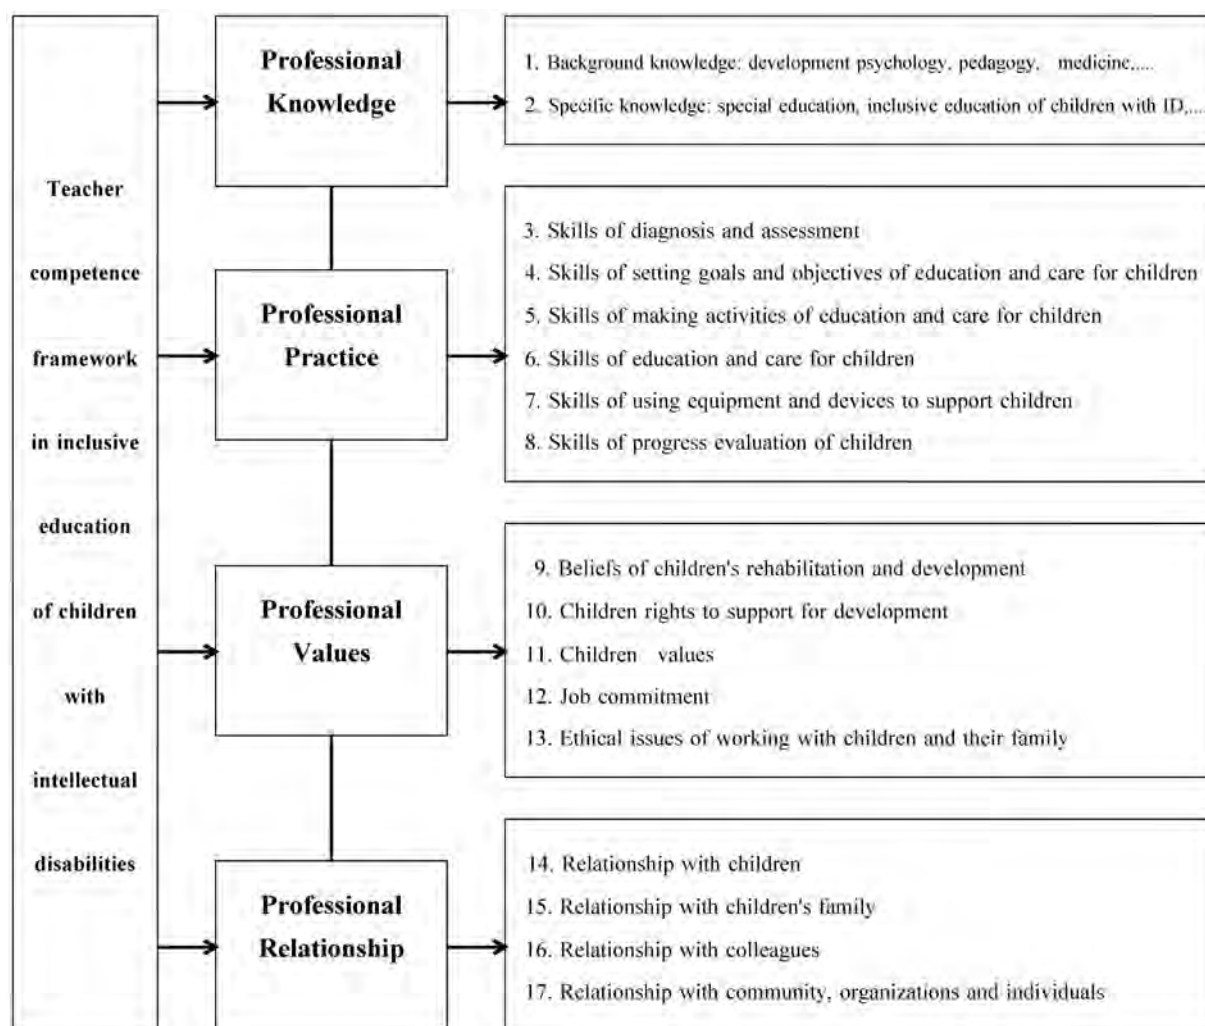 Teacher
competence
framework
in inclusive
education
of children
with
intellectual
disabilities
Professional
Knowledge
1. Background knowledge: development psychology, pedagogy, medicine,....
2. Specific knowledge: special education, inclusive education of children with ID,....
Professional
Practice
3. Skills of diagnosis and assessment
4. Skills of setting goals and objectives of education and care for children
5. Skills of making activities of education and care for children
6. Skills of education and care for children
7. Skills of using equipment and devices to support children
8. Skills of progress evaluation of children
Professional
Values
9. Beliefs of children's rehabilitation and development
10. Children rights to support for development
11. Children values
12. Job commitment
13. Ethical issues of working with children and their family
Professional
Relationship
14. Relationship with children
15. Relationship with children's family
16. Relationship with colleagues
17. Relationship with community, organizations and individuals